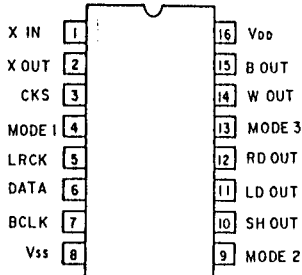 X IN 1 16 VDD
X OUT 2 15 B OUT
CKS 3 14 W OUT
MODE 1 4 13 MODE 3
LRCK 5 12 RD OUT
DATA 6 11 LD OUT
BCLK 7 10 SH OUT
Vss 8 9 MODE 2